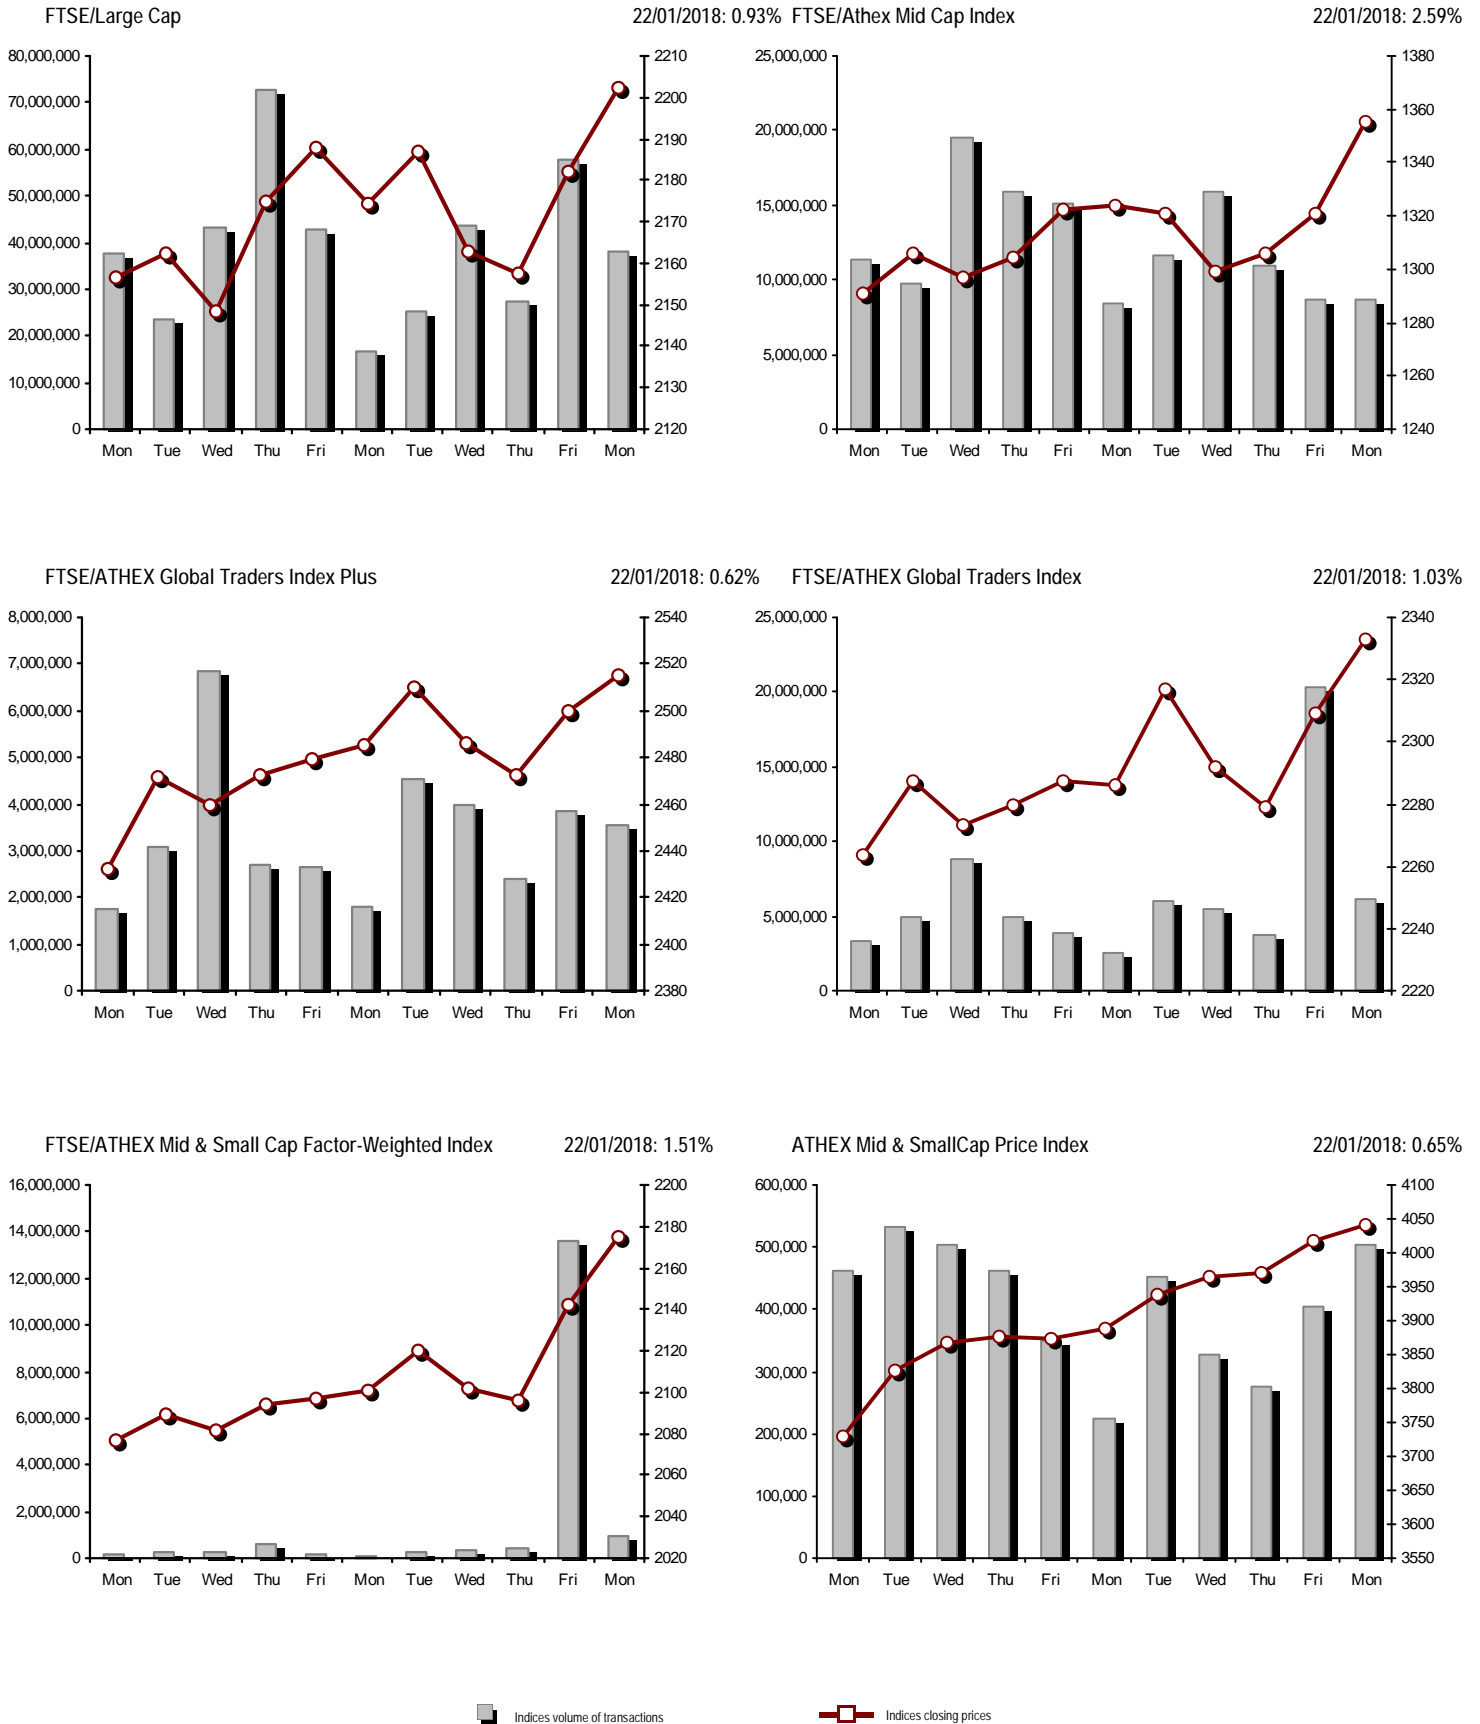 FTSE/Large Cap 22/01/2018: 0.93% FTSE/Athex Mid Cap Index 22/01/2018: 2.59%
80,000,000 2210 25,000,000 1380
70,000,000 2200 1360
60,000,000 2190 20,000,000 1340
50,000,000 2180 15,000,000 1320
40,000,000 2170
30,000,000 2160 10,000,000 1300
20,000,000 2150 1280
10,000,000 2140 5,000,000 1260
2130
0 2120 0 1240
Mon Tue Wed Thu Fri Mon Tue Wed Thu Fri Mon Mon Tue Wed Thu Fri Mon Tue Wed Thu Fri Mon
FTSE/ATHEX Global Traders Index Plus 22/01/2018: 0.62% FTSE/ATHEX Global Traders Index 22/01/2018: 1.03%
8,000,000 2540 25,000,000 2340
7,000,000 2520 2320
6,000,000 2500 20,000,000
5,000,000 2480 15,000,000 2300
4,000,000 2460 2280
3,000,000 2440 10,000,000 2260
2,000,000 2420 5,000,000 2240
1,000,000 2400
0 2380 0 2220
Mon Tue Wed Thu Fri Mon Tue Wed Thu Fri Mon Mon Tue Wed Thu Fri Mon Tue Wed Thu Fri Mon
FTSE/ATHEX Mid & Small Cap Factor-Weighted Index 22/01/2018: 1.51% ATHEX Mid & SmallCap Price Index 22/01/2018: 0.65%
16,000,000 2200 600,000 4100
14,000,000 2180 500,000 4050
12,000,000 2160 4000
10,000,000 2140 400,000 3950
8,000,000 2120 3900
6,000,000 2100 300,000 3850
4,000,000 2080 200,000 3800
2,000,000 2060 3750
2040 100,000 3700
3650
3600
0 2020 0 3550
Mon Tue Wed Thu Fri Mon Tue Wed Thu Fri Mon Mon Tue Wed Thu Fri Mon Tue Wed Thu Fri Mon
Indices volume of transactions Indices closing prices